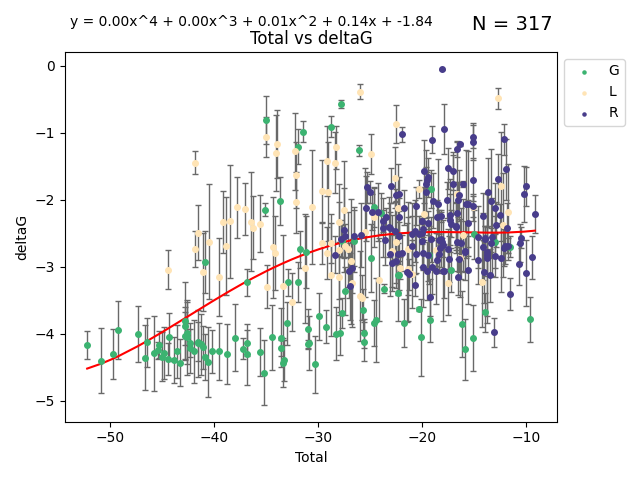 y = 0.00x^4 + 0.00x^3 + 0.01x^2 + 0.14x + -1.84
N = 317
Total vs deltaG
G
L
R
deltaG
0
−1
−2
−3
−4
−5
−50 −40 −30 −20 −10
Total